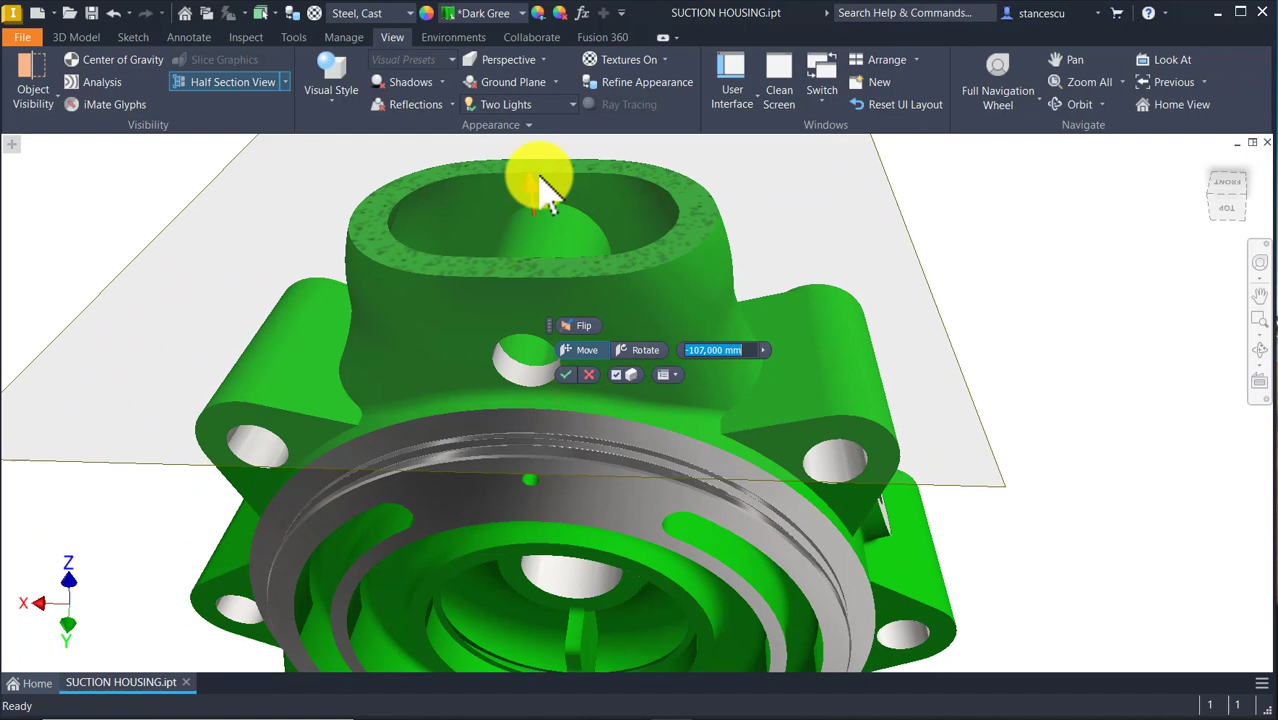 Steel, Cast
*Dark Gree
fx
SUCTION HOUSING.ipt
Search Help & Commands...
stancescu
File
3D Model
Sketch
Annotate
Inspect
Tools
Manage
View
Environments
Collaborate
Fusion 360
Object
Visibility
Center of Gravity
Analysis
iMate Glyphs
Slice Graphics
Half Section View
Visibility
Visual Style
Visual Presets
Shadows
Reflections
Perspective
Ground Plane
Two Lights
Textures On
Refine Appearance
Ray Tracing
Appearance
User
Interface
Clean
Screen
Switch
Arrange
New
Reset UI Layout
Windows
Full Navigation
Wheel
Pan
Zoom All
Orbit
Look At
Previous
Home View
Navigate
FRONT
TOP
Flip
Move
Rotate
-107,000 mm
Z
X
Y
Home
SUCTION HOUSING.ipt
Ready
1
1